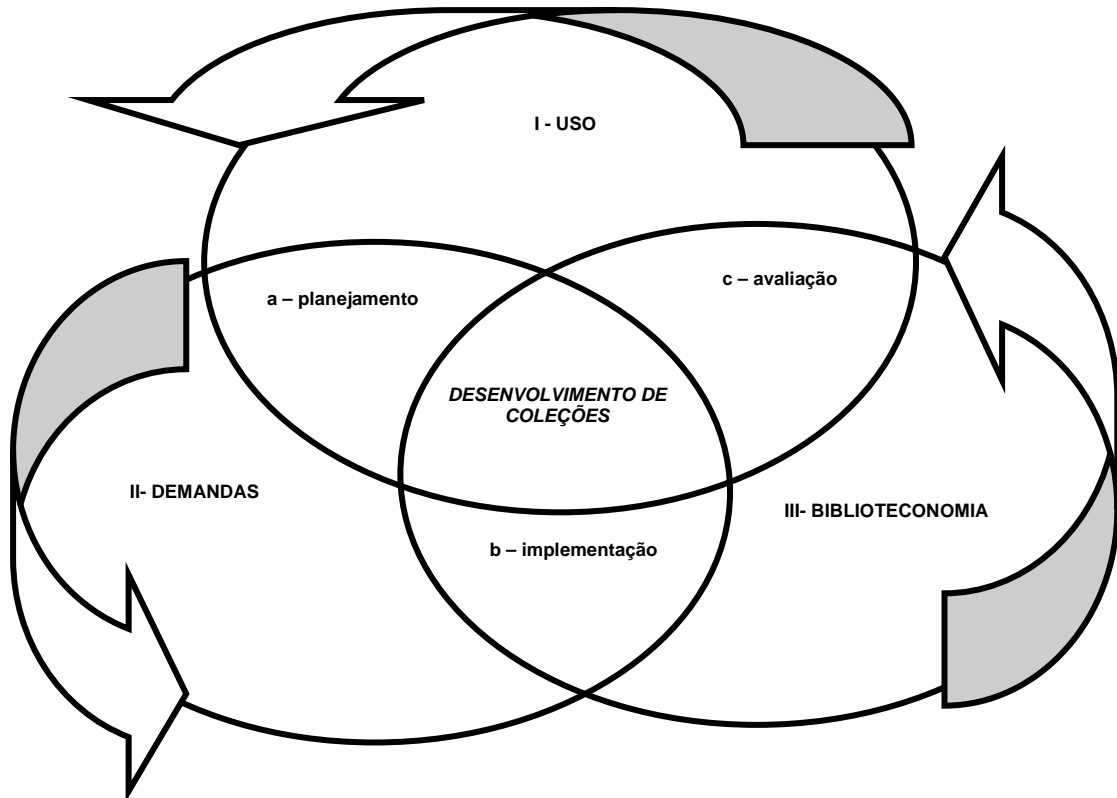 I - USO
a – planejamento
c – avaliação
DESENVOLVIMENTO DE
COLEÇÕES
II- DEMANDAS
III- BIBLIOTECONOMIA
b – implementação